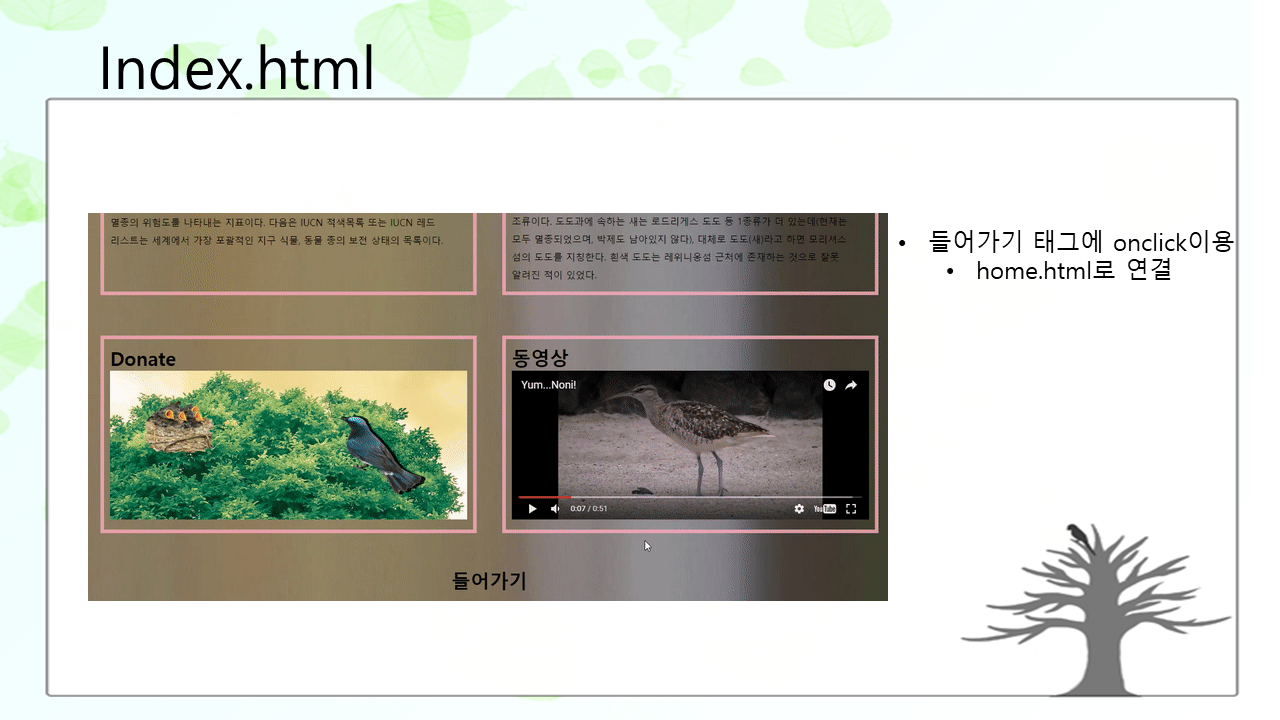 Index.html
멸종의 위험도를 나타내는 지표이다. 다음은 IUCN 적색목록 또는 IUCN 레드
리스트는 세계에서 가장 포괄적인 지구 식물, 동물 종의 보전 상태의 목록이다.
조류이다. 도도과에 속하는 새는 로드리게스 도도 등 1종류가 더 있는데(현재는
모두 멸종되었으며, 박제도 남아있지 않다), 대체로 도도(새)라고 하면 모리셔스
섬의 도도를 지칭한다. 흰색 도도는 레위니옹섬 근처에 존재하는 것으로 잘못
알려진 적이 있었다.
Donate
동영상
Yum...Noni!
0:07 / 0:51
YouTube
들어가기
• 들어가기 태그에 onclick이용
• home.html로 연결